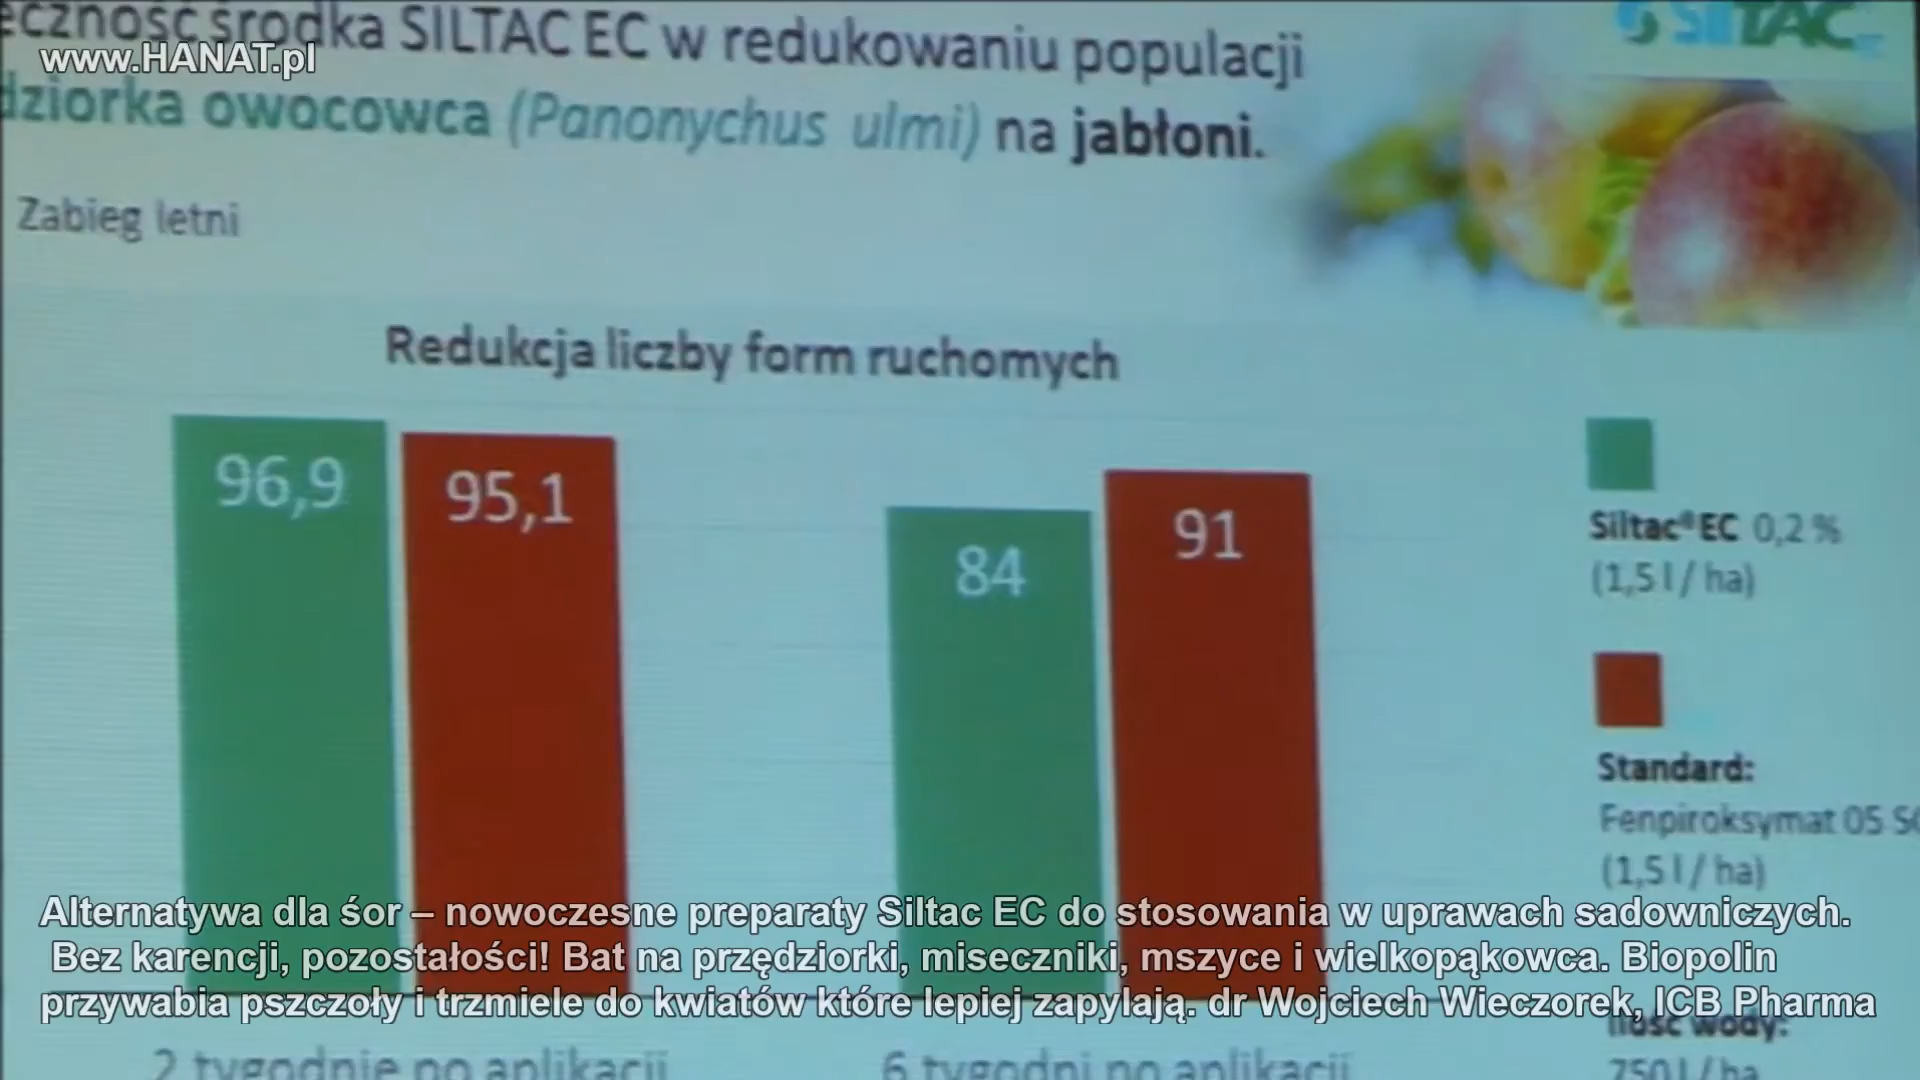 www.HANAT.pl
SILTAC
środka SILTAC EC w redukowaniu populacji
owocowca (Panonychus ulmi) na jabłoni.
Zabieg letni
Redukcja liczby form ruchomych
96,9
95,1
84
91
Siltac® EC 0,2 %
(1,5 l / ha)
Standard:
Fenpiroksymat 05
(1,5 l / ha)
Ilość wody:
750 l / ha
2 tygodnie po aplikacji
6 tygodni po aplikacji
Alternatywa dla śor – nowoczesne preparaty Siltac EC do stosowania w uprawach sadowniczych.
Bez karencji, pozostałości! Bat na przędziorki, miseczniki, mszyce i wielkopąkowca. Biopolin
przywabia pszczoły i trzmiele do kwiatów które lepiej zapylają. dr Wojciech Wieczorek, ICB Pharma